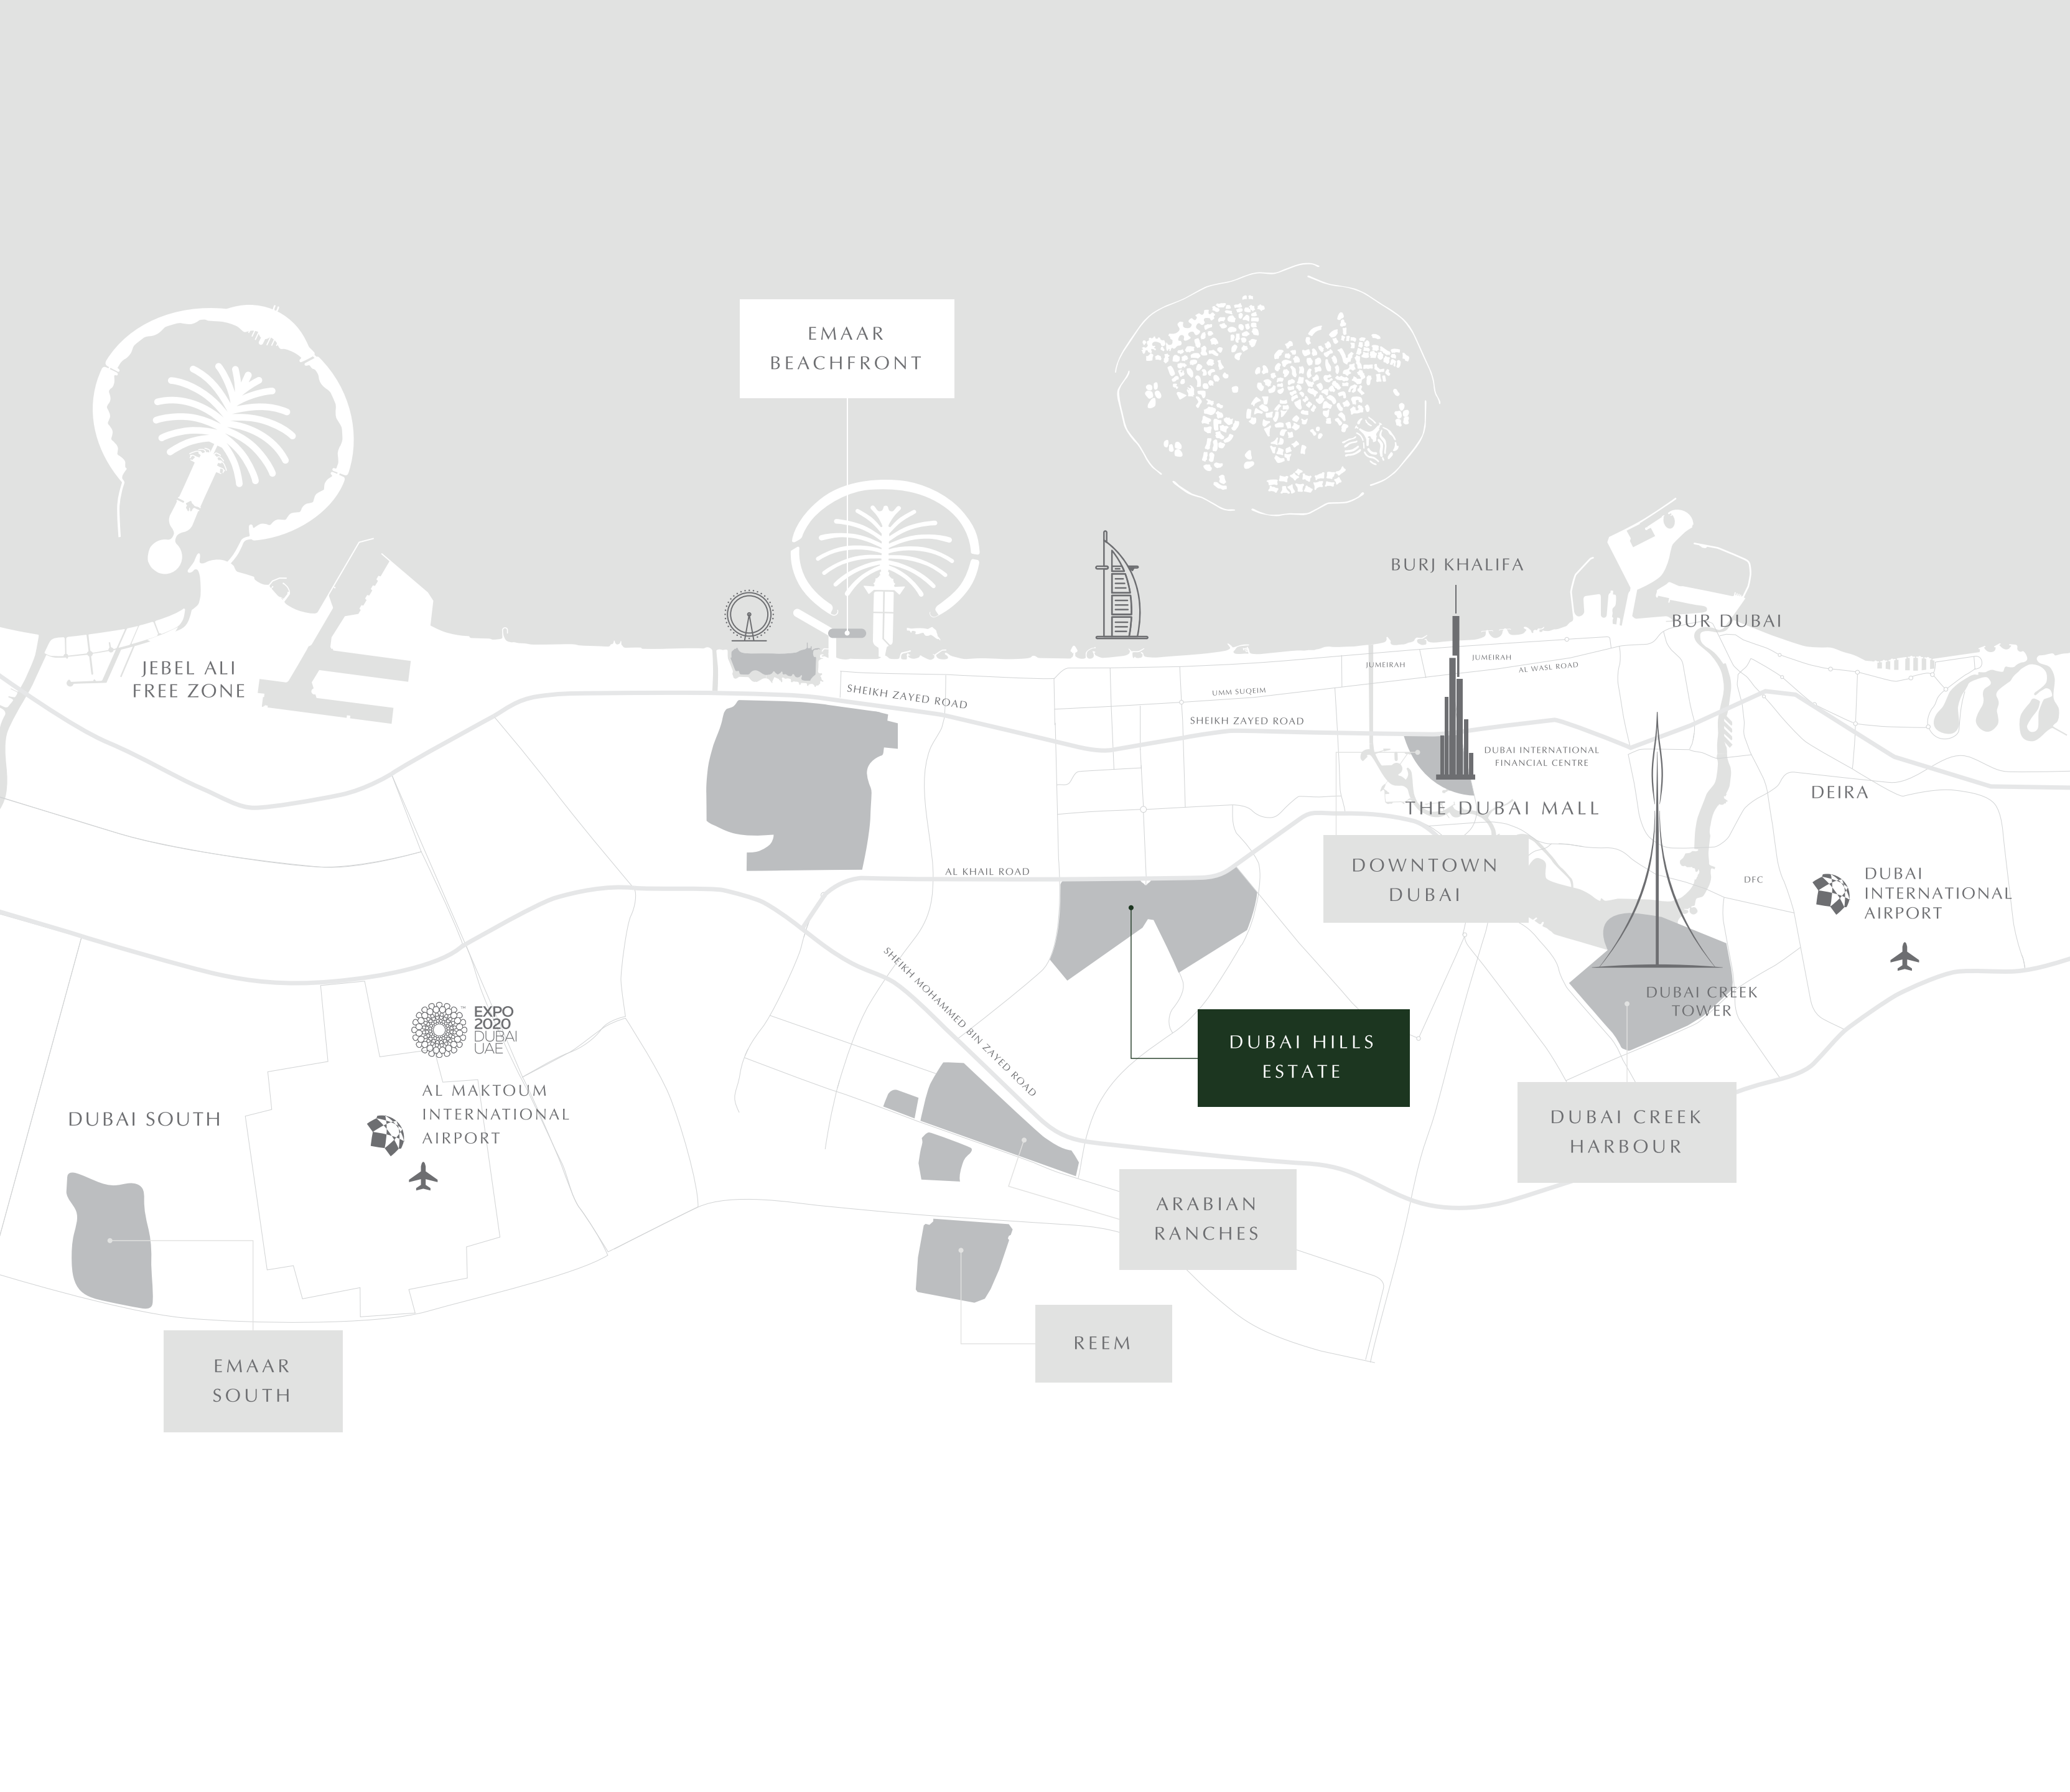 EMAAR
BEACHFRONT
BURJ KHALIFA
BUR DUBAI
JEBEL ALI
FREE ZONE
JUMEIRAH
JUMEIRAH
AL WASL ROAD
SHEIKH ZAYED ROAD
UMM SUQEIM
SHEIKH ZAYED ROAD
DUBAI INTERNATIONAL
FINANCIAL CENTRE
DEIRA
THE DUBAI MALL
DOWNTOWN
DUBAI
AL KHAIL ROAD
DFC
DUBAI
INTERNATIONAL
AIRPORT
SHEIKH MOHAMMED BIN ZAYED ROAD
DUBAI CREEK
TOWER
EXPO
2020
DUBAI
UAE
™
DUBAI HILLS
ESTATE
AL MAKTOUM
INTERNATIONAL
AIRPORT
DUBAI SOUTH
DUBAI CREEK
HARBOUR
ARABIAN
RANCHES
REEM
EMAAR
SOUTH